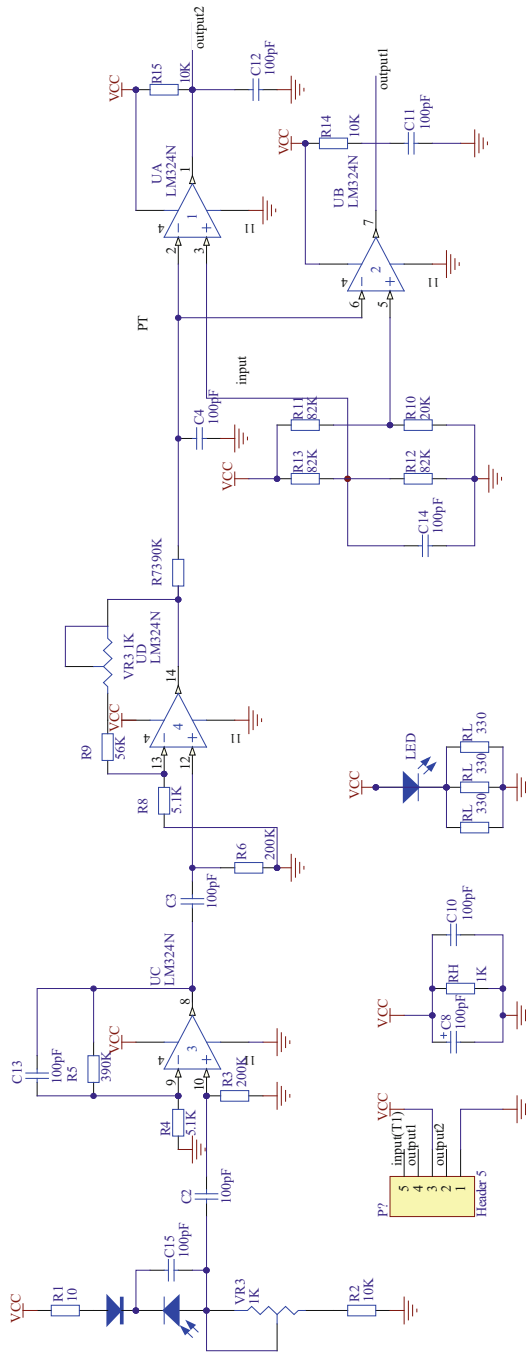 VCC
R1
10
C15
100pF
VR3
1K
R2
10K
C2
100pF
R4
5.1K
R3
200K
C13
100pF
R5
390K
VCC
UC
LM324N
3
4
11
9
10
8
C3
100pF
R6
200K
R8
5.1K
R9
56K
VR3 1K
UD
LM324N
VCC
4
4
11
13
12
14
R7390K
C4
100pF
PT
input
VCC
R15
10K
UA
LM324N
1
4
11
2
3
1
output2
C12
100pF
VCC
R14
10K
UB
LM324N
2
4
11
6
5
7
output1
C11
100pF
VCC
R13
82K
R11
82K
R12
82K
R10
20K
C14
100pF
P?
5
4
3
2
1
Header 5
input(T1)
output1
output2
VCC
VCC
+
C8
100pF
RH
1K
C10
100pF
VCC
LED
RL
330
RL
330
RL
330